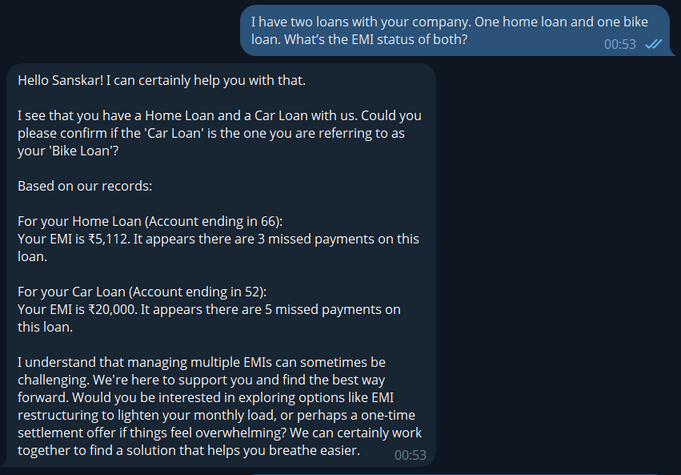 I have two loans with your company. One home loan and one bike
loan. What's the EMI status of both?
00:53
Hello Sanskar! I can certainly help you with that.
I see that you have a Home Loan and a Car Loan with us. Could you
please confirm if the 'Car Loan' is the one you are referring to as
your 'Bike Loan'?
Based on our records:
For your Home Loan (Account ending in 66):
Your EMI is ₹5,112. It appears there are 3 missed payments on this
loan.
For your Car Loan (Account ending in 52):
Your EMI is ₹20,000. It appears there are 5 missed payments on
this loan.
I understand that managing multiple EMIs can sometimes be
challenging. We're here to support you and find the best way
forward. Would you be interested in exploring options like EMI
restructuring to lighten your monthly load, or perhaps a one-time
settlement offer if things feel overwhelming? We can certainly work
together to find a solution that helps you breathe easier.
00:53